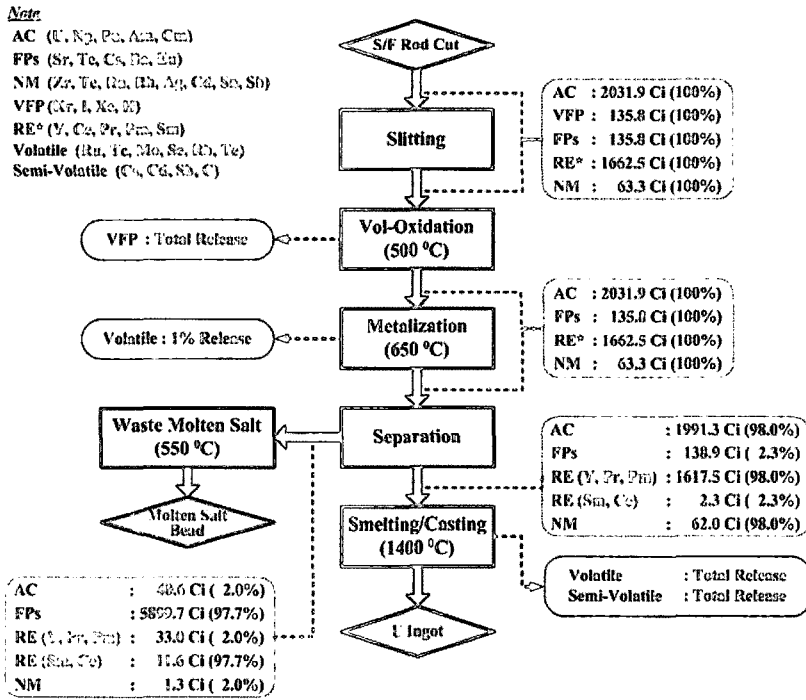 Note
AC (U, Np, Pu, Am, Cm)
FPs (Sr, Te, Cs, Ba, Eu)
NM (Zr, Te, Ru, Rh, Ag, Cd, Sb)
VFP (Kr, I, Xe, H)
RE* (Y, Ce, Pr, Pm, Sm)
Volatile (Ru, Tc, Mo, Se, Rh, Te)
Semi-Volatile (Cs, Cd, Sb, C)
S/F Rod Cut
Slitting
AC : 2031.9 Ci (100%)
VFP : 135.8 Ci (100%)
FPs : 135.8 Ci (100%)
RE* : 1662.5 Ci (100%)
NM : 63.3 Ci (100%)
VFP : Total Release
Vol-Oxidation
(500 ⁰C)
Volatile : 1% Release
Metalization
(650 ⁰C)
AC : 2031.9 Ci (100%)
FPs : 135.8 Ci (100%)
RE* : 1662.5 Ci (100%)
NM : 63.3 Ci (100%)
Waste Molten Salt
(550 ⁰C)
Separation
Molten Salt
Bead
AC : 1991.3 Ci (98.0%)
FPs : 138.9 Ci ( 2.3%)
RE (Y, Pr, Pm) : 1617.5 Ci (98.0%)
RE (Sm, Ce) : 2.3 Ci ( 2.3%)
NM : 62.0 Ci (98.0%)
Smelting/Casting
(1400 ⁰C)
Volatile : Total Release
Semi-Volatile : Total Release
U Ingot
AC : 40.6 Ci ( 2.0%)
FPs : Ci (97.7%)
RE (Y, Pr, Pm) : 33.0 Ci ( 2.0%)
RE (Sm, Ce) : Ci (97.7%)
NM : 1.3 Ci ( 2.0%)